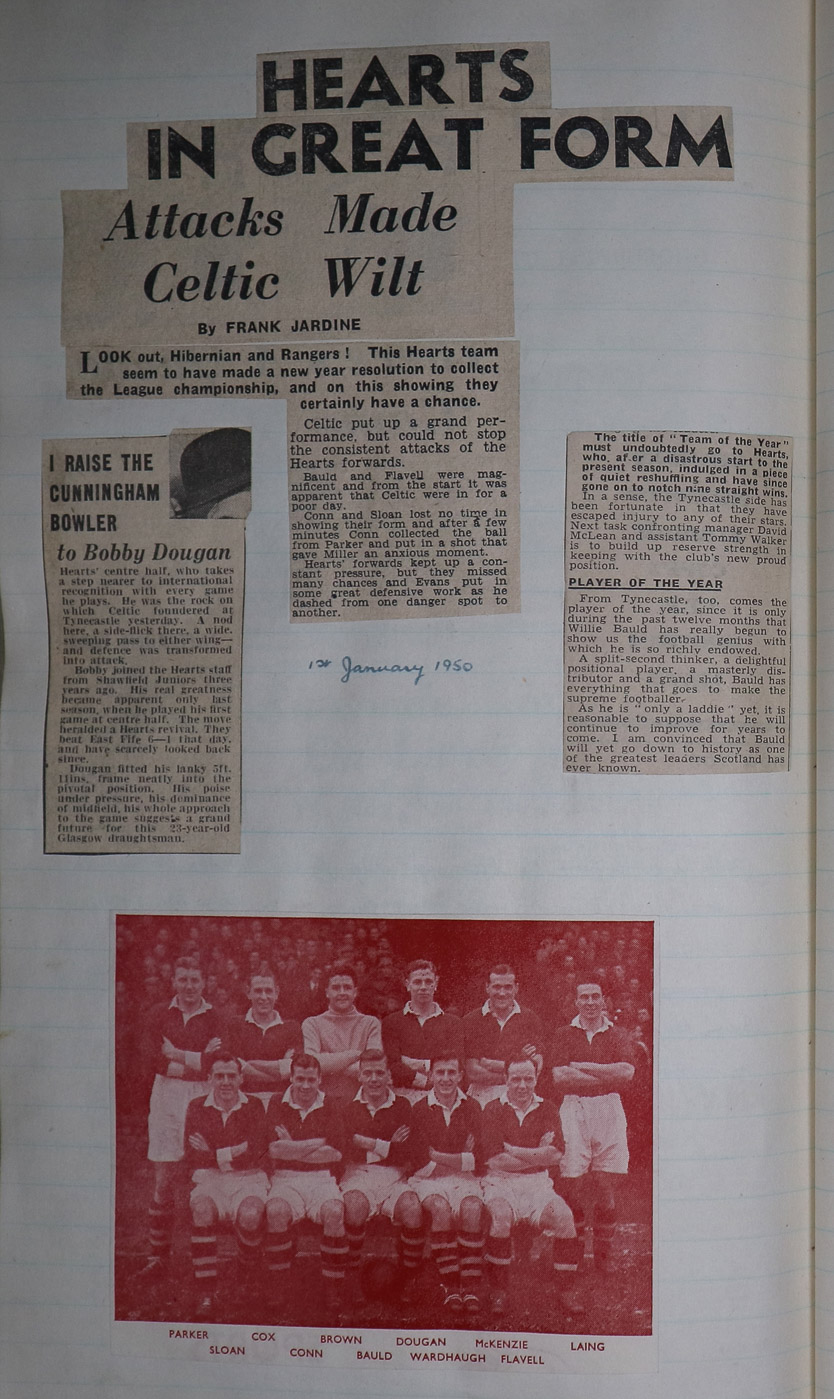 HEARTS
IN GREAT FORM
Attacks Made
Celtic Wilt
By FRANK JARDINE
LOOK out, Hibernian and Rangers! This Hearts team
seem to have made a new year resolution to collect
the League championship, and on this showing they
certainly have a chance.
Celtic put up a grand per-
formance, but could not stop
the consistent attacks of the
Hearts forwards.
Bauld and Flavell were mag-
nificent and from the start it was
apparent that Celtic were in for a
poor day.
Conn and Sloan lost no time in
showing their form and after a few
minutes Conn collected the ball
from Parker and put in a shot that
gave Miller an anxious moment.
Hearts' forwards kept up a con-
stant pressure, but they missed
many chances and Evans put in
some great defensive work as he
dashed from one danger spot to
another.
1st January 1950
I RAISE THE
CUNNINGHAM
BOWLER
to Bobby Dougan
Hearts' centre half, who takes
a step nearer to international
recognition with every game
he plays. He was the rock on
which Celtic foundered at
Tynecastle yesterday. A nod
here, a side-flick there, a wide,
sweeping pass to either wing—
and defence was transformed
into attack.
Bobby joined the Hearts staff
from Shawfield Juniors three
years ago. His real greatness
became apparent only last
season, when he played his first
game at centre half. The move
heralded a Hearts revival. They
beat East Fife 6—1 that day,
and have scarcely looked back
since.
Dougan fitted his lanky 5ft.
11ins. frame neatly into the
pivotal position. His poise
under pressure, his dominance
of midfield, his whole approach
to the game suggests a grand
future for this 23-year-old
Glasgow draughtsman.
The title of "Team of the Year"
must undoubtedly go to Hearts,
who, af.er a disastrous start to the
present season, indulged in a piece
of quiet reshuffling and have since
gone on to notch nine straight wins.
In a sense, the Tynecastle side has
been fortunate in that they have
escaped injury to any of their stars.
Next task confronting manager David
McLean and assistant Tommy Walker
is to build up reserve strength in
keeping with the club's new proud
position.
PLAYER OF THE YEAR
From Tynecastle, too, comes the
player of the year, since it is only
during the past twelve months that
Willie Bauld has really begun to
show us the football genius with
which he is so richly endowed.
A split-second thinker, a delightful
positional player, a masterly dis-
tributor and a grand shot, Bauld has
everything that goes to make the
supreme footballer.
As he is "only a laddie" yet, it is
reasonable to suppose that he will
continue to improve for years to
come. I am convinced that Bauld
will yet go down to history as one
of the greatest leaders Scotland has
ever known.
PARKER COX BROWN DOUGAN McKENZIE LAING
SLOAN CONN BAULD WARDHAUGH FLAVELL